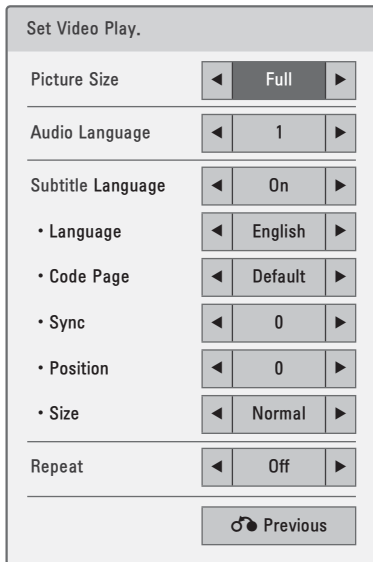 Set Video Play.
Picture Size ◀ Full ▶
Audio Language ◀ 1 ▶
Subtitle Language ◀ On ▶
• Language ◀ English ▶
• Code Page ◀ Default ▶
• Sync ◀ 0 ▶
• Position ◀ 0 ▶
• Size ◀ Normal ▶
Repeat ◀ Off ▶
Previous